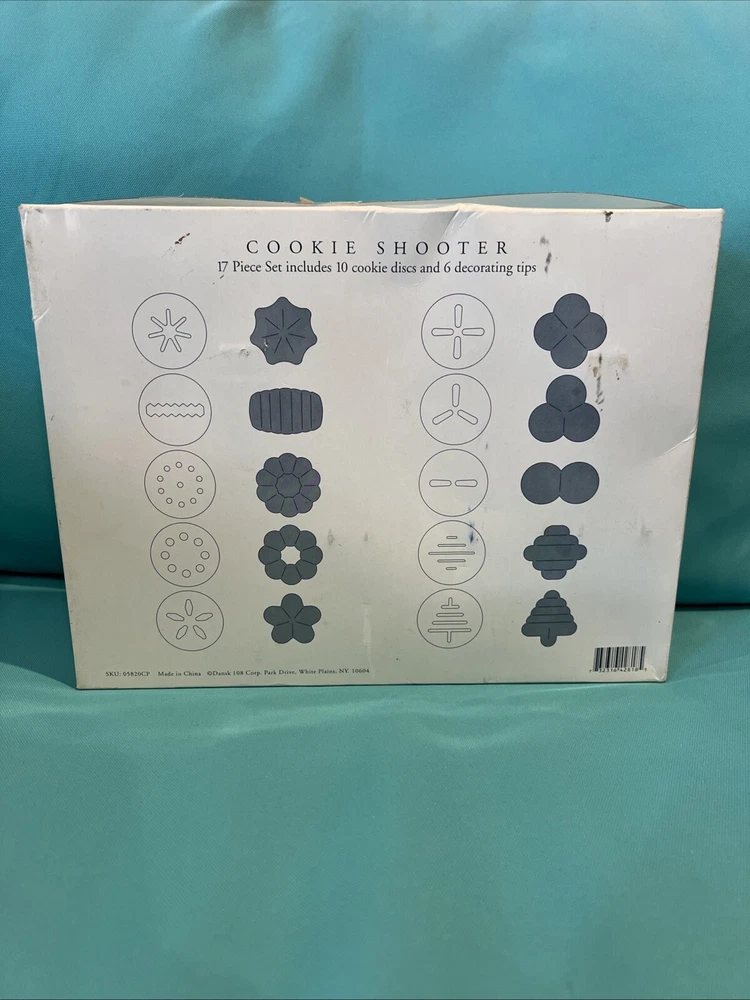 COOKIE SHOOTER
17 Piece Set includes 10 cookie discs and 6 decorating tips
SKU: 05820CP Made in China ©Dansk 108 Corp. Park Drive, White Plains, NY 10604